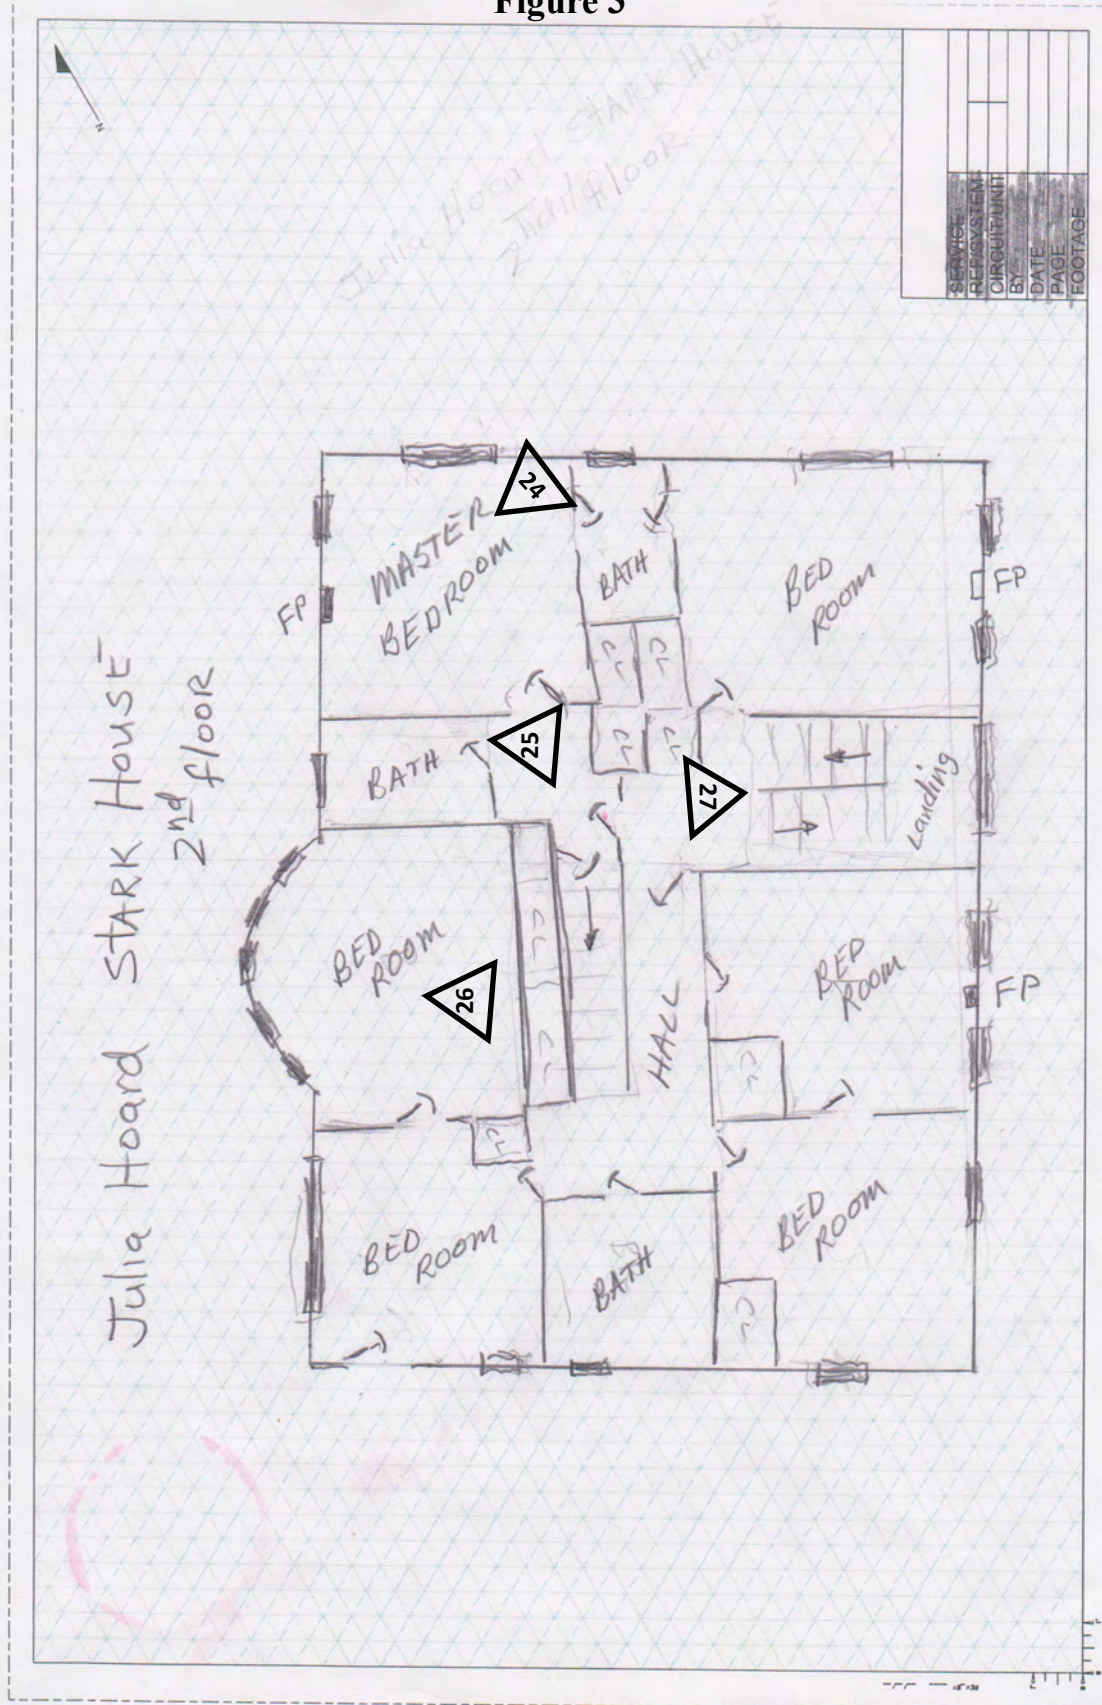 Figure 5
Julia Hoard STARK House
2nd floor
Julia Hoard STARK House
2nd floor
N
SERVICE
REF/SYSTEM
CIRCUIT/UNIT
BY
DATE
PAGE
FOOTAGE
FP
MASTER
BEDROOM
24
BATH
CL
CL
CL
CL
BED
ROOM
FP
BATH
25
27
Landing
BED
ROOM
26
CL
CL
HALL
BED
ROOM
FP
CL
CL
BED
ROOM
BATH
BED
ROOM
CL